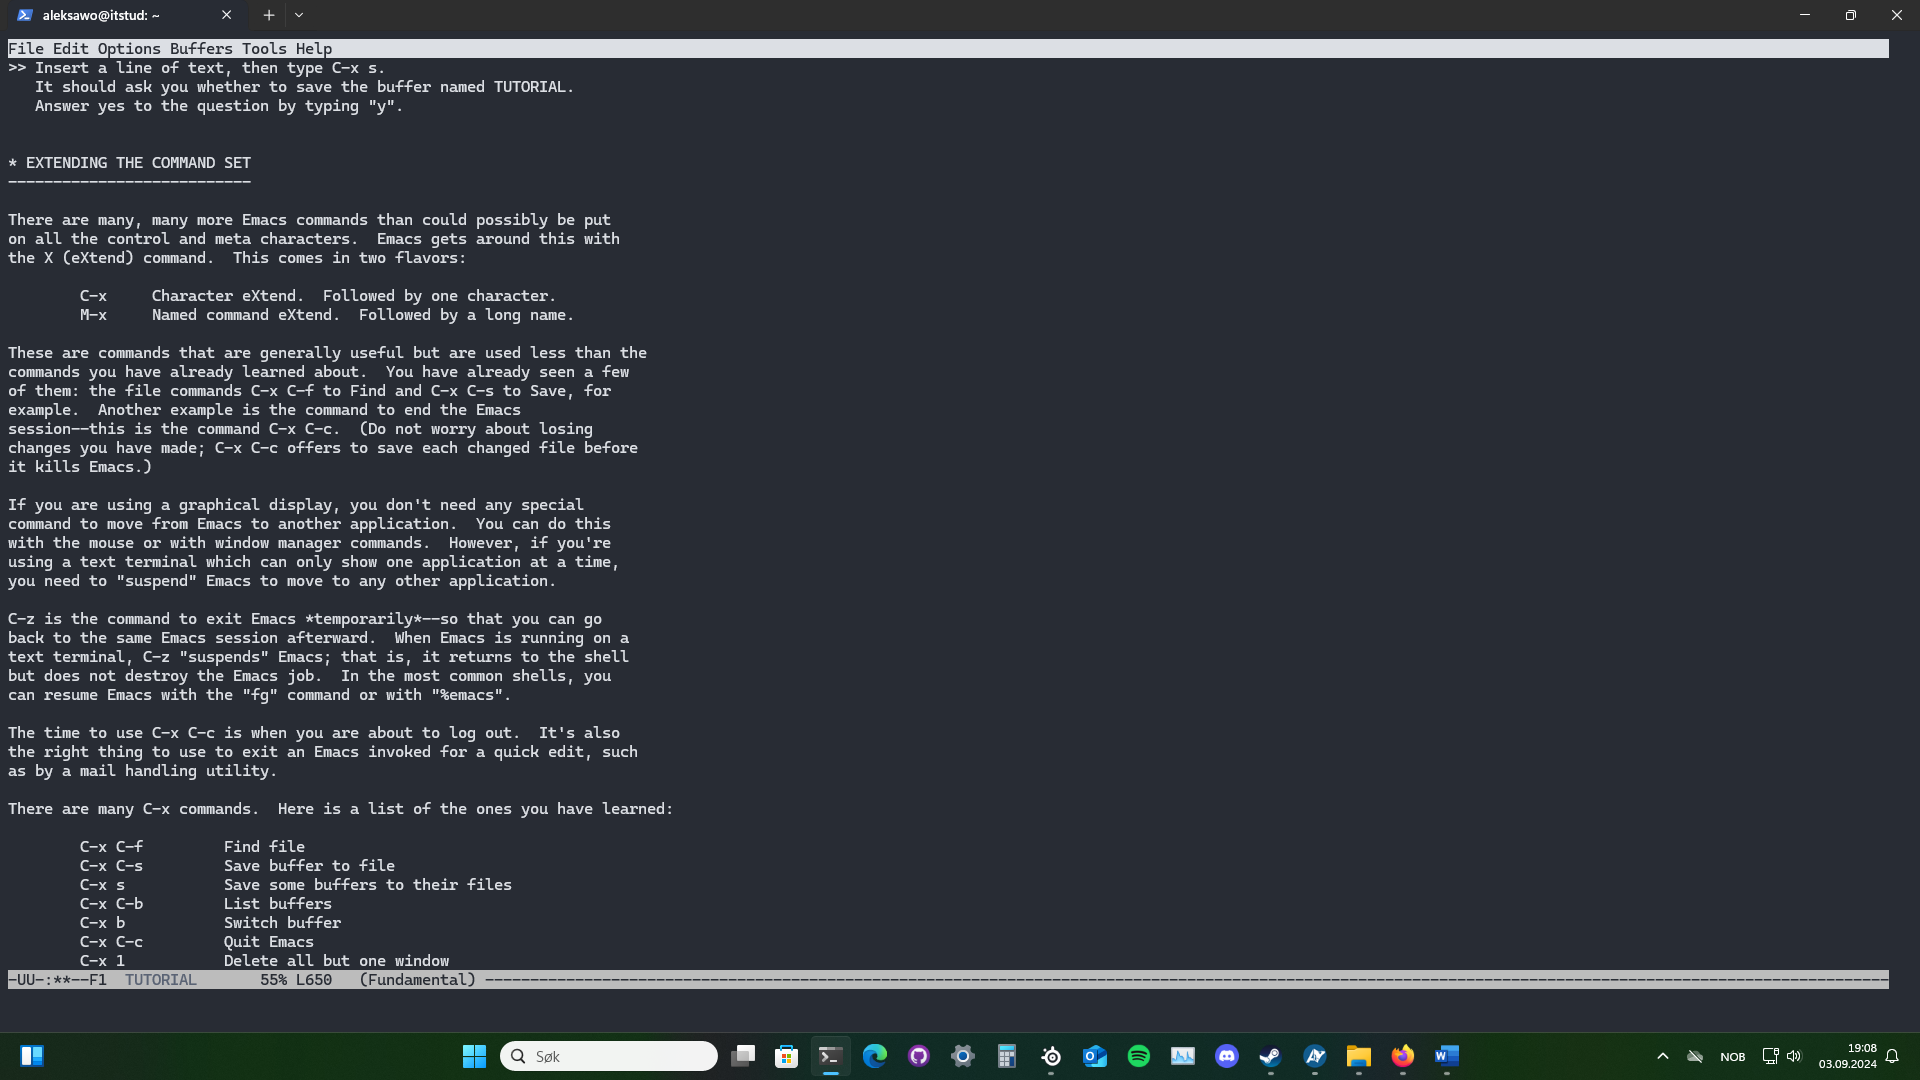 aleksawo@itstud: ~
File Edit Options Buffers Tools Help
>> Insert a line of text, then type C-x s.
   It should ask you whether to save the buffer named TUTORIAL.
   Answer yes to the question by typing "y".
* EXTENDING THE COMMAND SET
---------------------------
There are many, many more Emacs commands than could possibly be put
on all the control and meta characters.  Emacs gets around this with
the X (eXtend) command.  This comes in two flavors:
        C-x     Character eXtend.  Followed by one character.
        M-x     Named command eXtend.  Followed by a long name.
These are commands that are generally useful but are used less than the
commands you have already learned about.  You have already seen a few
of them: the file commands C-x C-f to Find and C-x C-s to Save, for
example.  Another example is the command to end the Emacs
session--this is the command C-x C-c.  (Do not worry about losing
changes you have made; C-x C-c offers to save each changed file before
it kills Emacs.)
If you are using a graphical display, you don't need any special
command to move from Emacs to another application.  You can do this
with the mouse or with window manager commands.  However, if you're
using a text terminal which can only show one application at a time,
you need to "suspend" Emacs to move to any other application.
C-z is the command to exit Emacs *temporarily*--so that you can go
back to the same Emacs session afterward.  When Emacs is running on a
text terminal, C-z "suspends" Emacs; that is, it returns to the shell
but does not destroy the Emacs job.  In the most common shells, you
can resume Emacs with the "fg" command or with "%emacs".
The time to use C-x C-c is when you are about to log out.  It's also
the right thing to use to exit an Emacs invoked for a quick edit, such
as by a mail handling utility.
There are many C-x commands.  Here is a list of the ones you have learned:
        C-x C-f         Find file
        C-x C-s         Save buffer to file
        C-x s           Save some buffers to their files
        C-x C-b         List buffers
        C-x b           Switch buffer
        C-x C-c         Quit Emacs
        C-x 1           Delete all but one window
-UU-:**--F1  TUTORIAL       55% L650   (Fundamental) ----------
Søk
NOB
19:08
03.09.2024